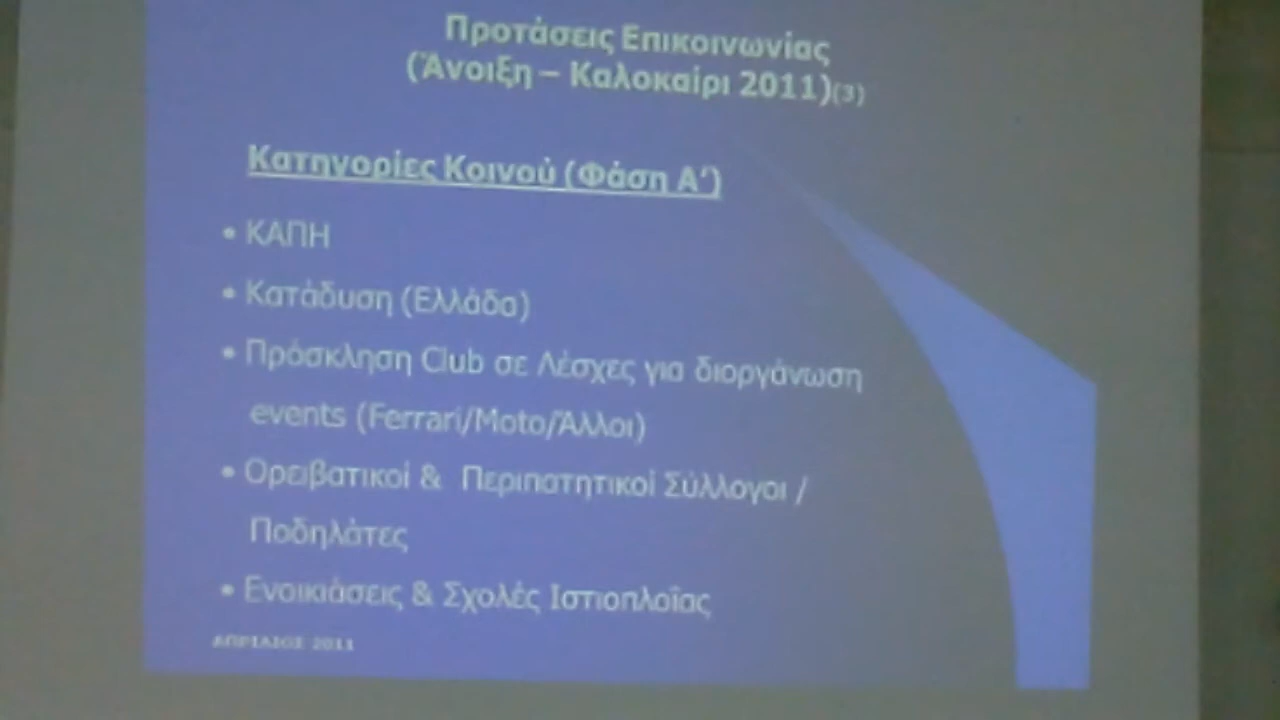 Προτάσεις Επικοινωνίας
(Άνοιξη – Καλοκαίρι 2011)(3)
Κατηγορίες Κοινού (Φάση Α’)
• ΚΑΠΗ
• Κατάδυση (Ελλάδα)
• Πρόσκληση Club σε Λέσχες για διοργάνωση
events (Ferrari/Moto/Άλλοι)
• Ορειβατικοί & Περιπατητικοί Σύλλογοι /
Ποδηλάτες
• Ενοικιάσεις & Σχολές Ιστιοπλοΐας
ΑΠΡΙΛΙΟΣ 2011